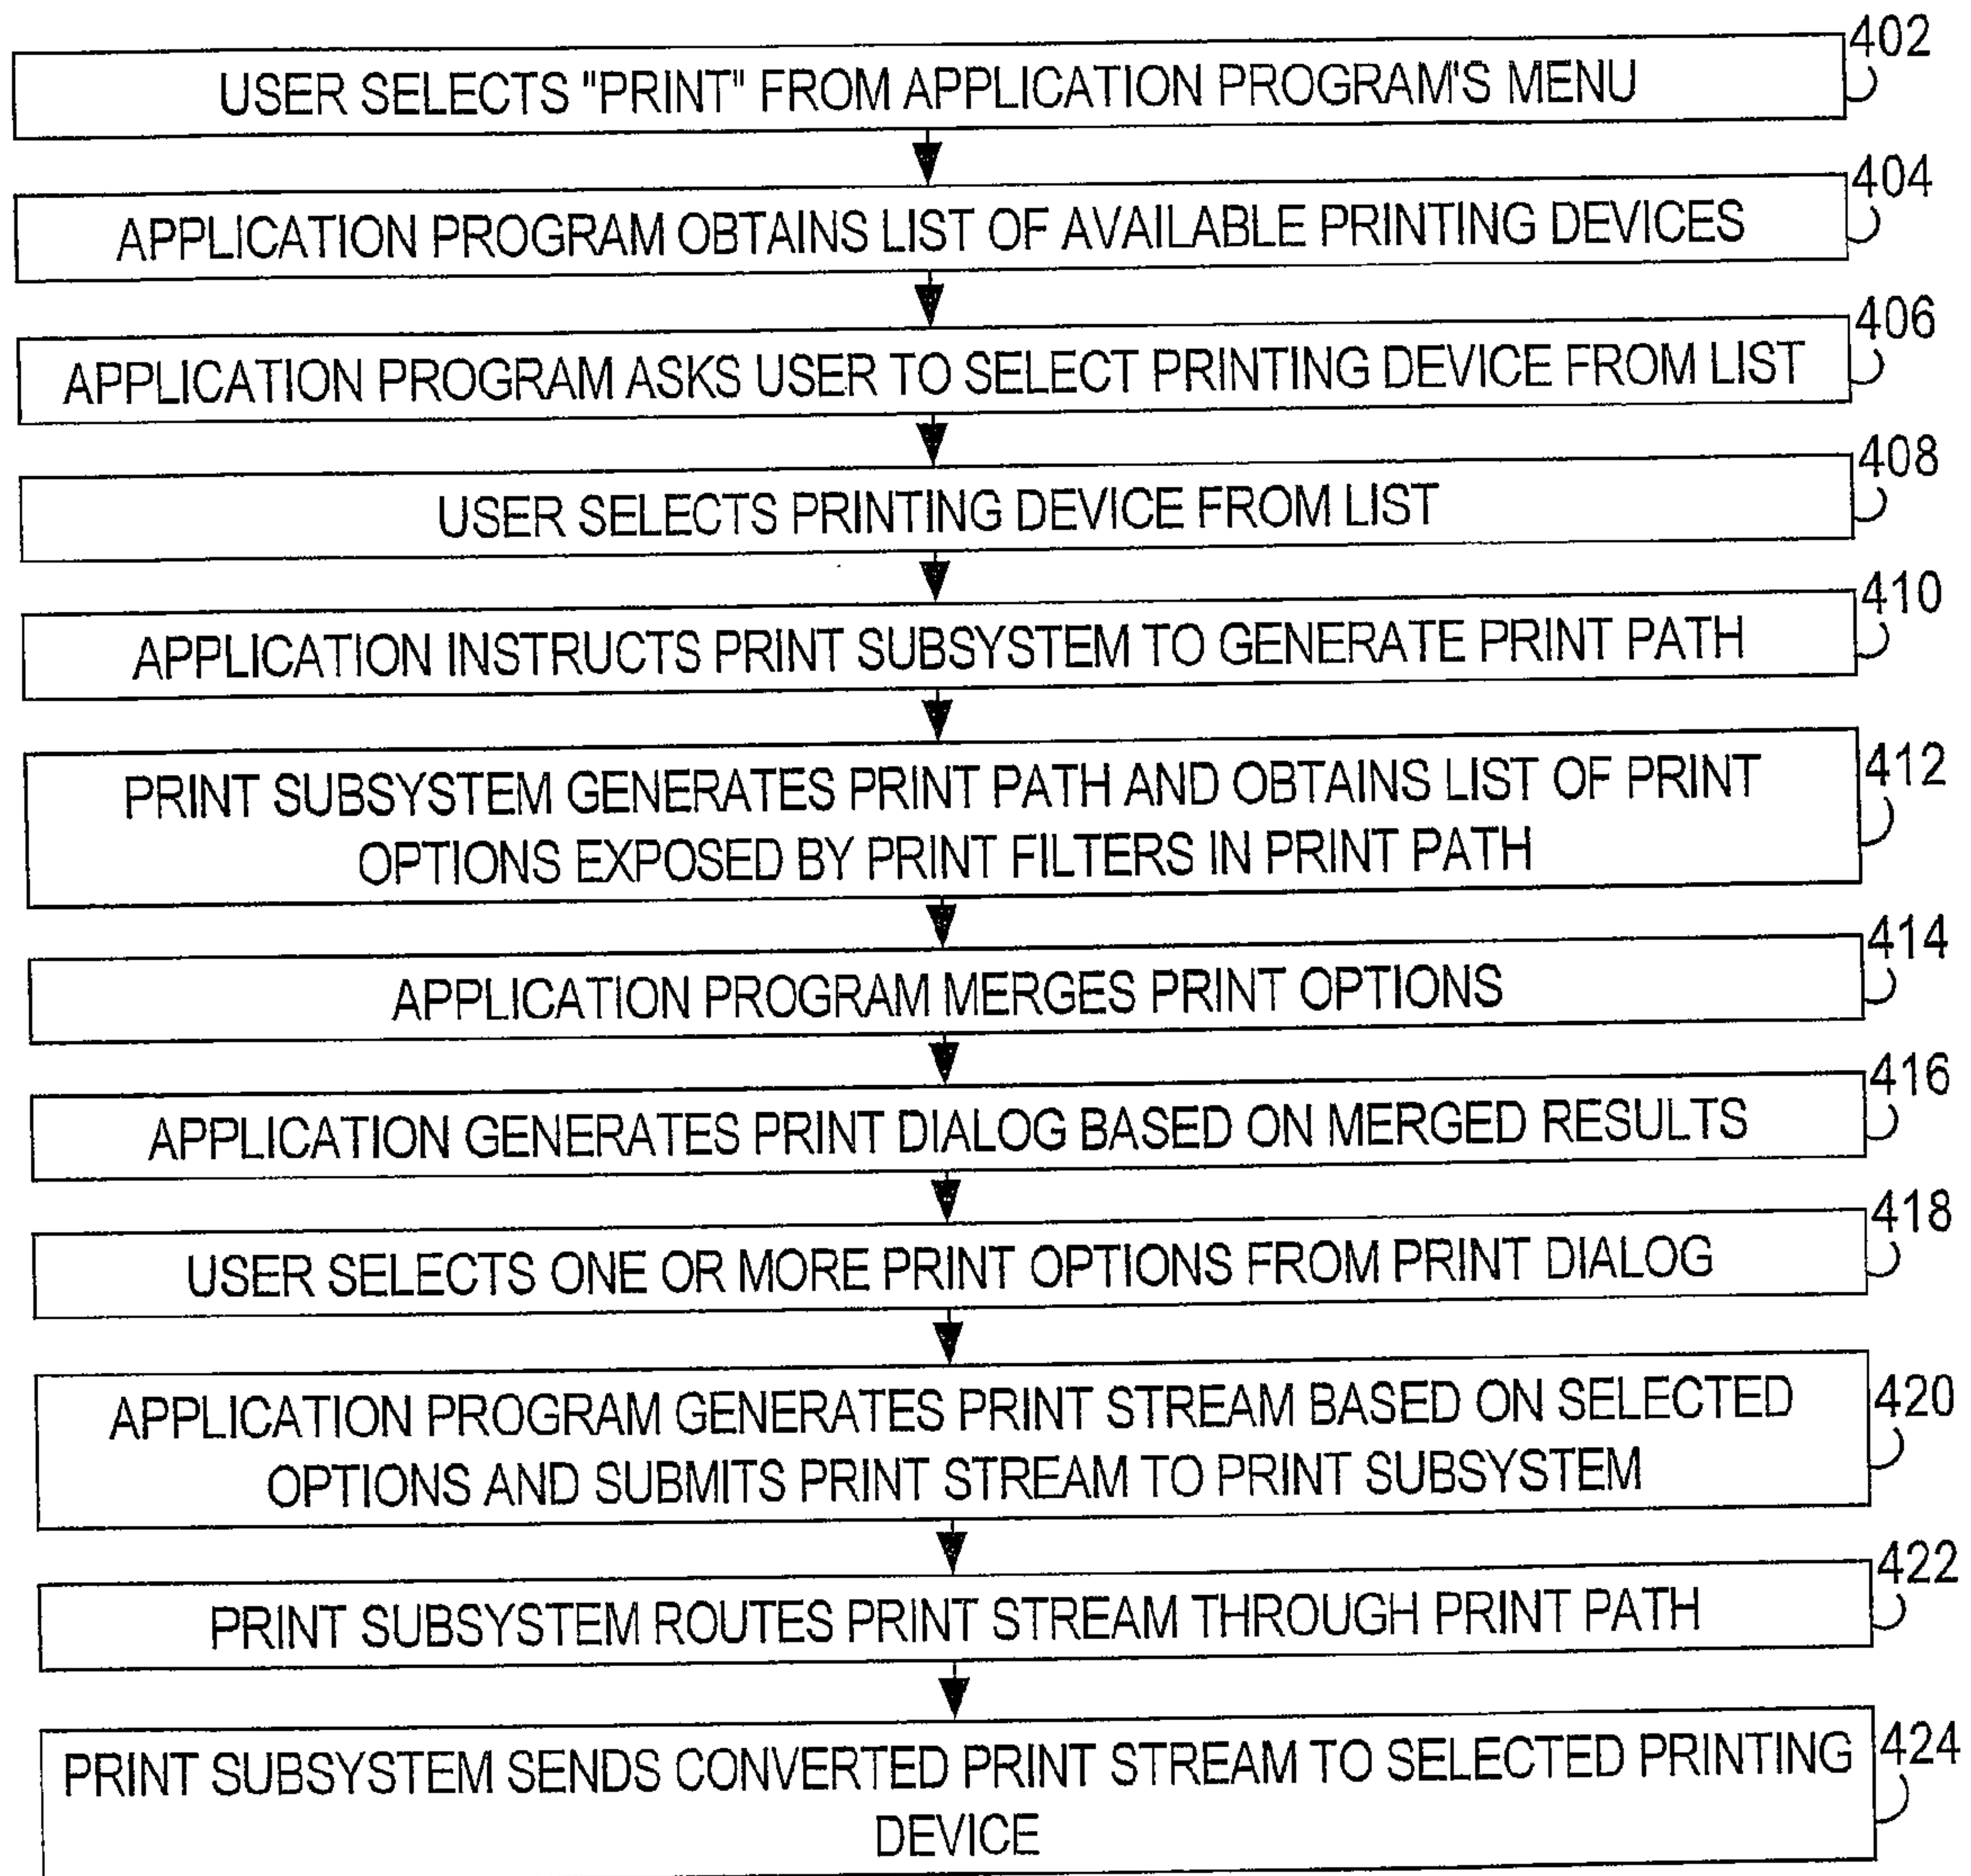 402
USER SELECTS "PRINT" FROM APPLICATION PROGRAM'S MENU
404
APPLICATION PROGRAM OBTAINS LIST OF AVAILABLE PRINTING DEVICES
406
APPLICATION PROGRAM ASKS USER TO SELECT PRINTING DEVICE FROM LIST
408
USER SELECTS PRINTING DEVICE FROM LIST
410
APPLICATION INSTRUCTS PRINT SUBSYSTEM TO GENERATE PRINT PATH
412
PRINT SUBSYSTEM GENERATES PRINT PATH AND OBTAINS LIST OF PRINT
OPTIONS EXPOSED BY PRINT FILTERS IN PRINT PATH
414
APPLICATION PROGRAM MERGES PRINT OPTIONS
416
APPLICATION GENERATES PRINT DIALOG BASED ON MERGED RESULTS
418
USER SELECTS ONE OR MORE PRINT OPTIONS FROM PRINT DIALOG
420
APPLICATION PROGRAM GENERATES PRINT STREAM BASED ON SELECTED
OPTIONS AND SUBMITS PRINT STREAM TO PRINT SUBSYSTEM
422
PRINT SUBSYSTEM ROUTES PRINT STREAM THROUGH PRINT PATH
424
PRINT SUBSYSTEM SENDS CONVERTED PRINT STREAM TO SELECTED PRINTING
DEVICE